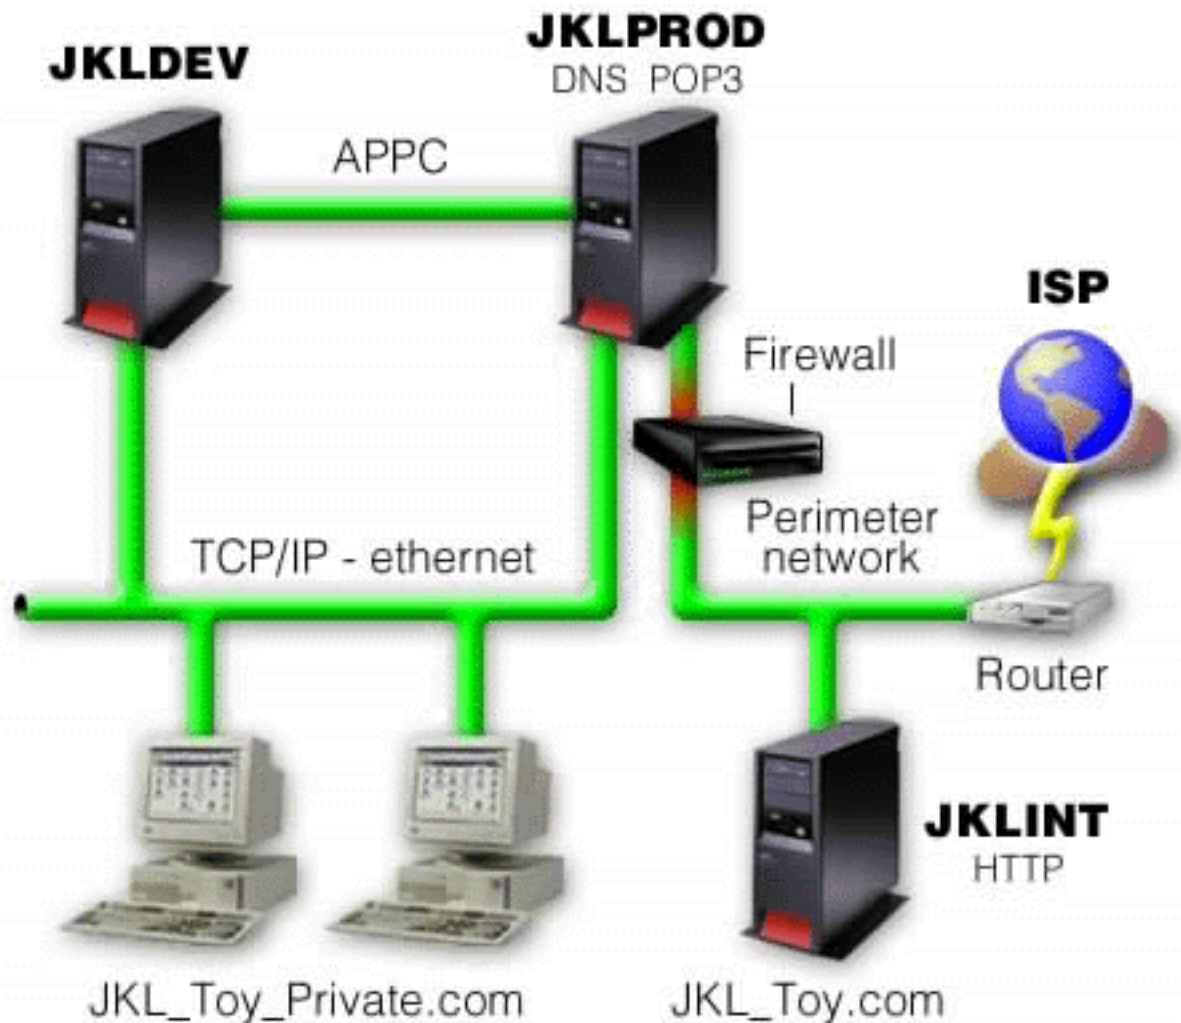 JKLDEV
JKLPROD
DNS POP3
APPC
ISP
Firewall
Perimeter
network
TCP/IP - ethernet
Router
JKLINT
HTTP
JKL_Toy_Private.com
JKL_Toy.com